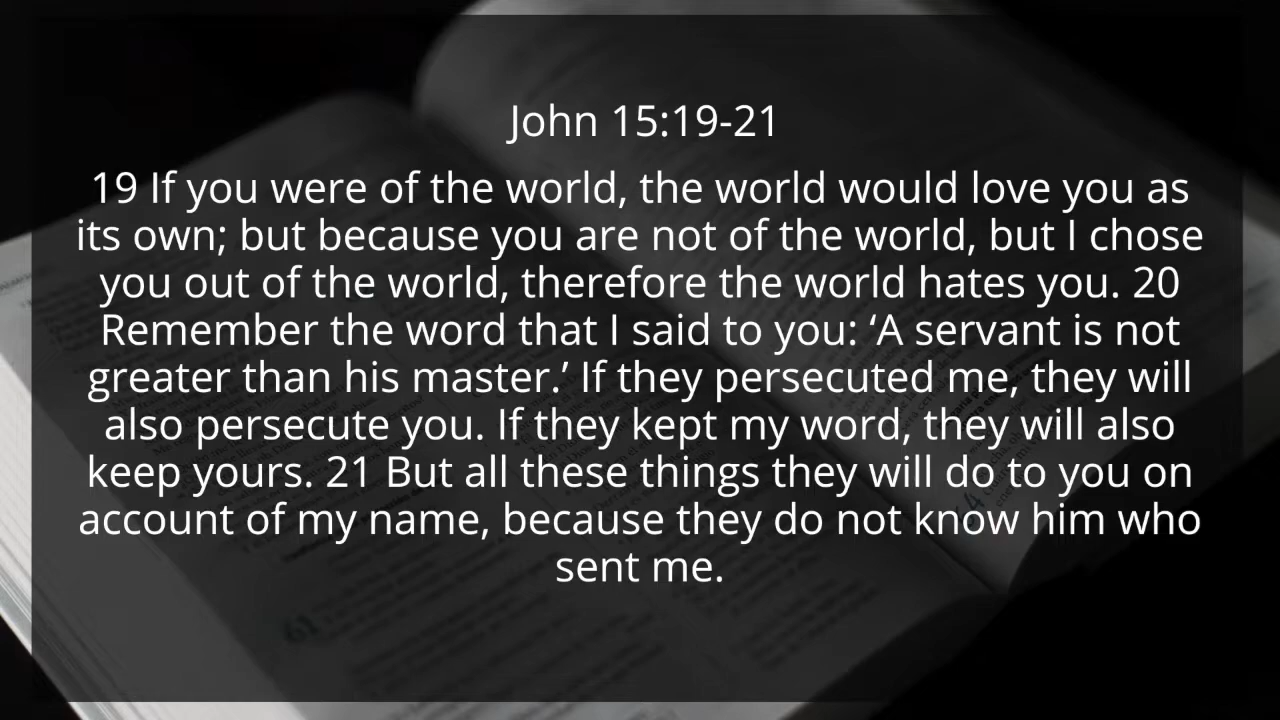 John 15:19-21
19 If you were of the world, the world would love you as
its own; but because you are not of the world, but I chose
you out of the world, therefore the world hates you. 20
Remember the word that I said to you: ‘A servant is not
greater than his master.’ If they persecuted me, they will
also persecute you. If they kept my word, they will also
keep yours. 21 But all these things they will do to you on
account of my name, because they do not know him who
sent me.